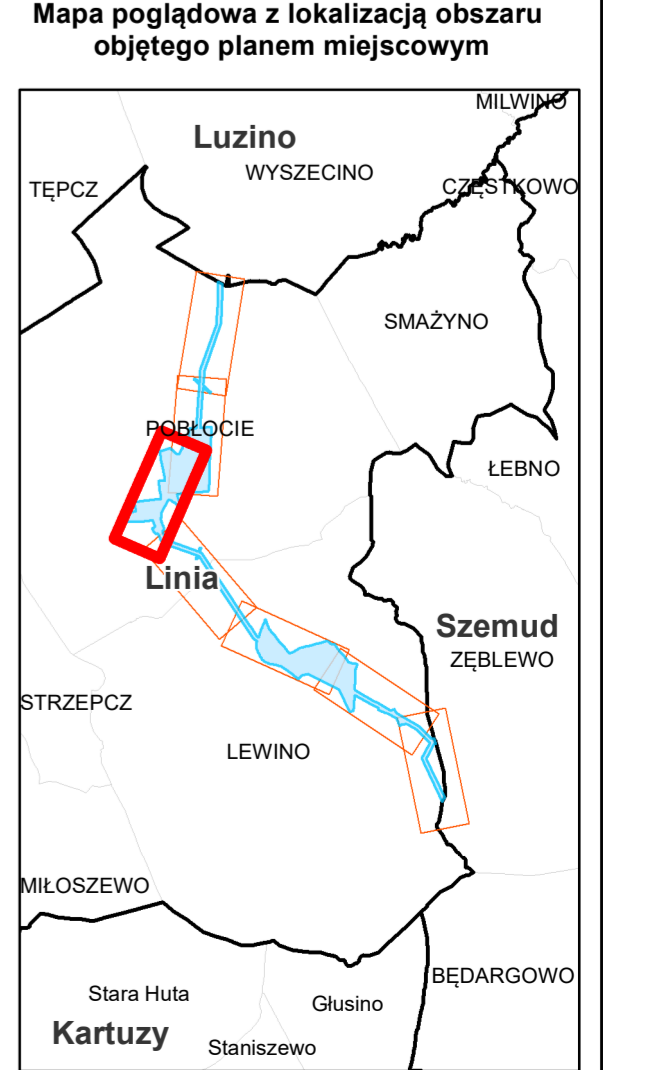 Mapa poglądowa z lokalizacją obszaru
objętego planem miejscowym
MILWINO
Luzino
WYSZECINO
TĘPCZ
CZĘSTKOWO
SMAŻYNO
POBŁOCIE
ŁEBNO
Linia
Szemud
ZĘBLEWO
STRZEPCZ
LEWINO
MIŁOSZEWO
BĘDARGOWO
Stara Huta
Głusino
Kartuzy
Staniszewo